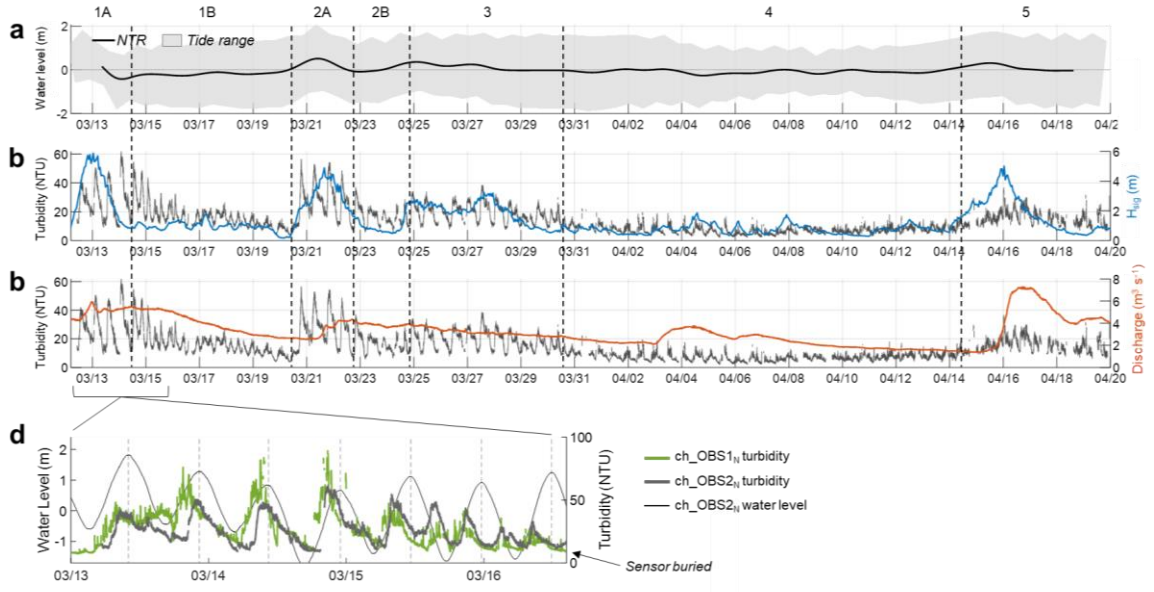 1A 1B 2A 2B 3 4 5
a
Water level (m)
2
0
-2
NTR Tide range
03/13 03/15 03/17 03/19 03/21 03/23 03/25 03/27 03/29 03/31 04/02 04/04 04/06 04/08 04/10 04/12 04/14 04/16 04/18 04/2
b
Turbidity (NTU)
60
40
20
0
6
4
2
0
Hsig (m)
03/13 03/15 03/17 03/19 03/21 03/23 03/25 03/27 03/29 03/31 04/02 04/04 04/06 04/08 04/10 04/12 04/14 04/16 04/18 04/20
b
Turbidity (NTU)
60
40
20
0
8
6
4
2
0
Discharge (m³ s⁻¹)
03/13 03/15 03/17 03/19 03/21 03/23 03/25 03/27 03/29 03/31 04/02 04/04 04/06 04/08 04/10 04/12 04/14 04/16 04/18 04/20
d
Water Level (m)
2
1
0
-1
100
50
0
Turbidity (NTU)
03/13 03/14 03/15 03/16
ch_OBS1N turbidity
ch_OBS2N turbidity
ch_OBS2N water level
Sensor buried